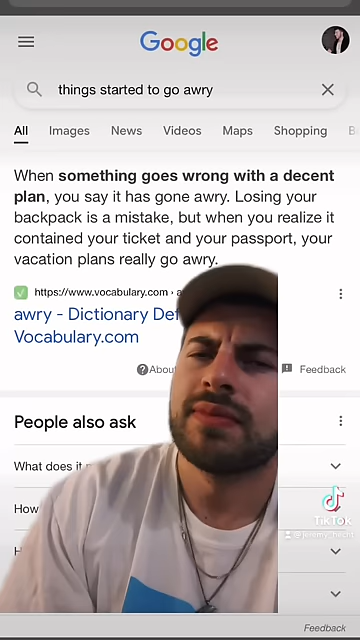 Google
things started to go awry
All Images News Videos Maps Shopping
When something goes wrong with a decent
plan, you say it has gone awry. Losing your
backpack is a mistake, but when you realize it
contained your ticket and your passport, your
vacation plans really go awry.
https://www.vocabulary.com › a
awry - Dictionary Def
Vocabulary.com
About
Feedback
People also ask
What does it
How
H
TikTok
Feedback